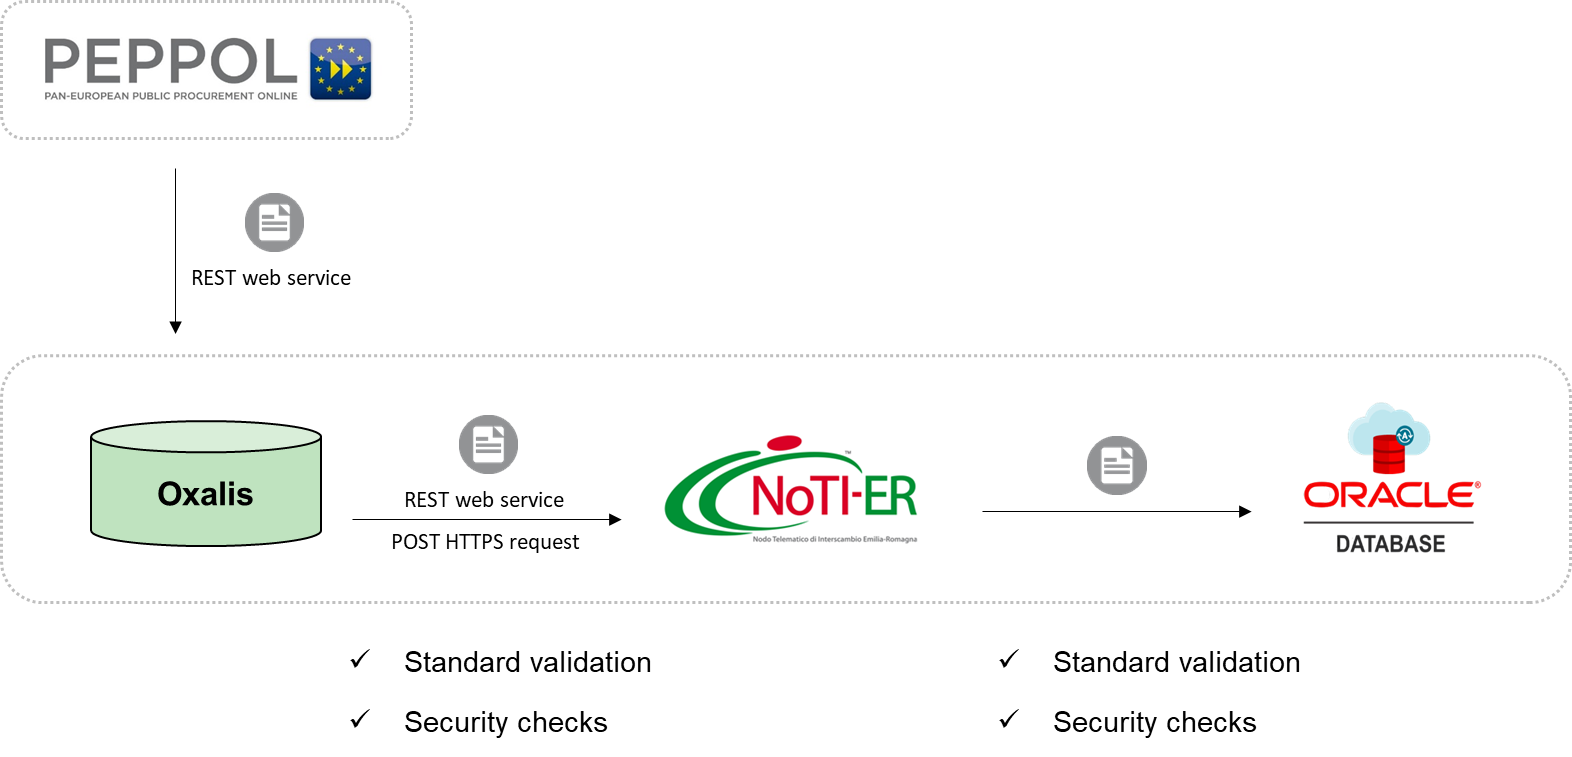 PEPPOL
PAN-EUROPEAN PUBLIC PROCUREMENT ONLINE
REST web service
Oxalis
REST web service
POST HTTPS request
NoTI-ER™
Nodo Telematico di Interscambio Emilia-Romagna
ORACLE®
DATABASE
✓ Standard validation
✓ Security checks
✓ Standard validation
✓ Security checks